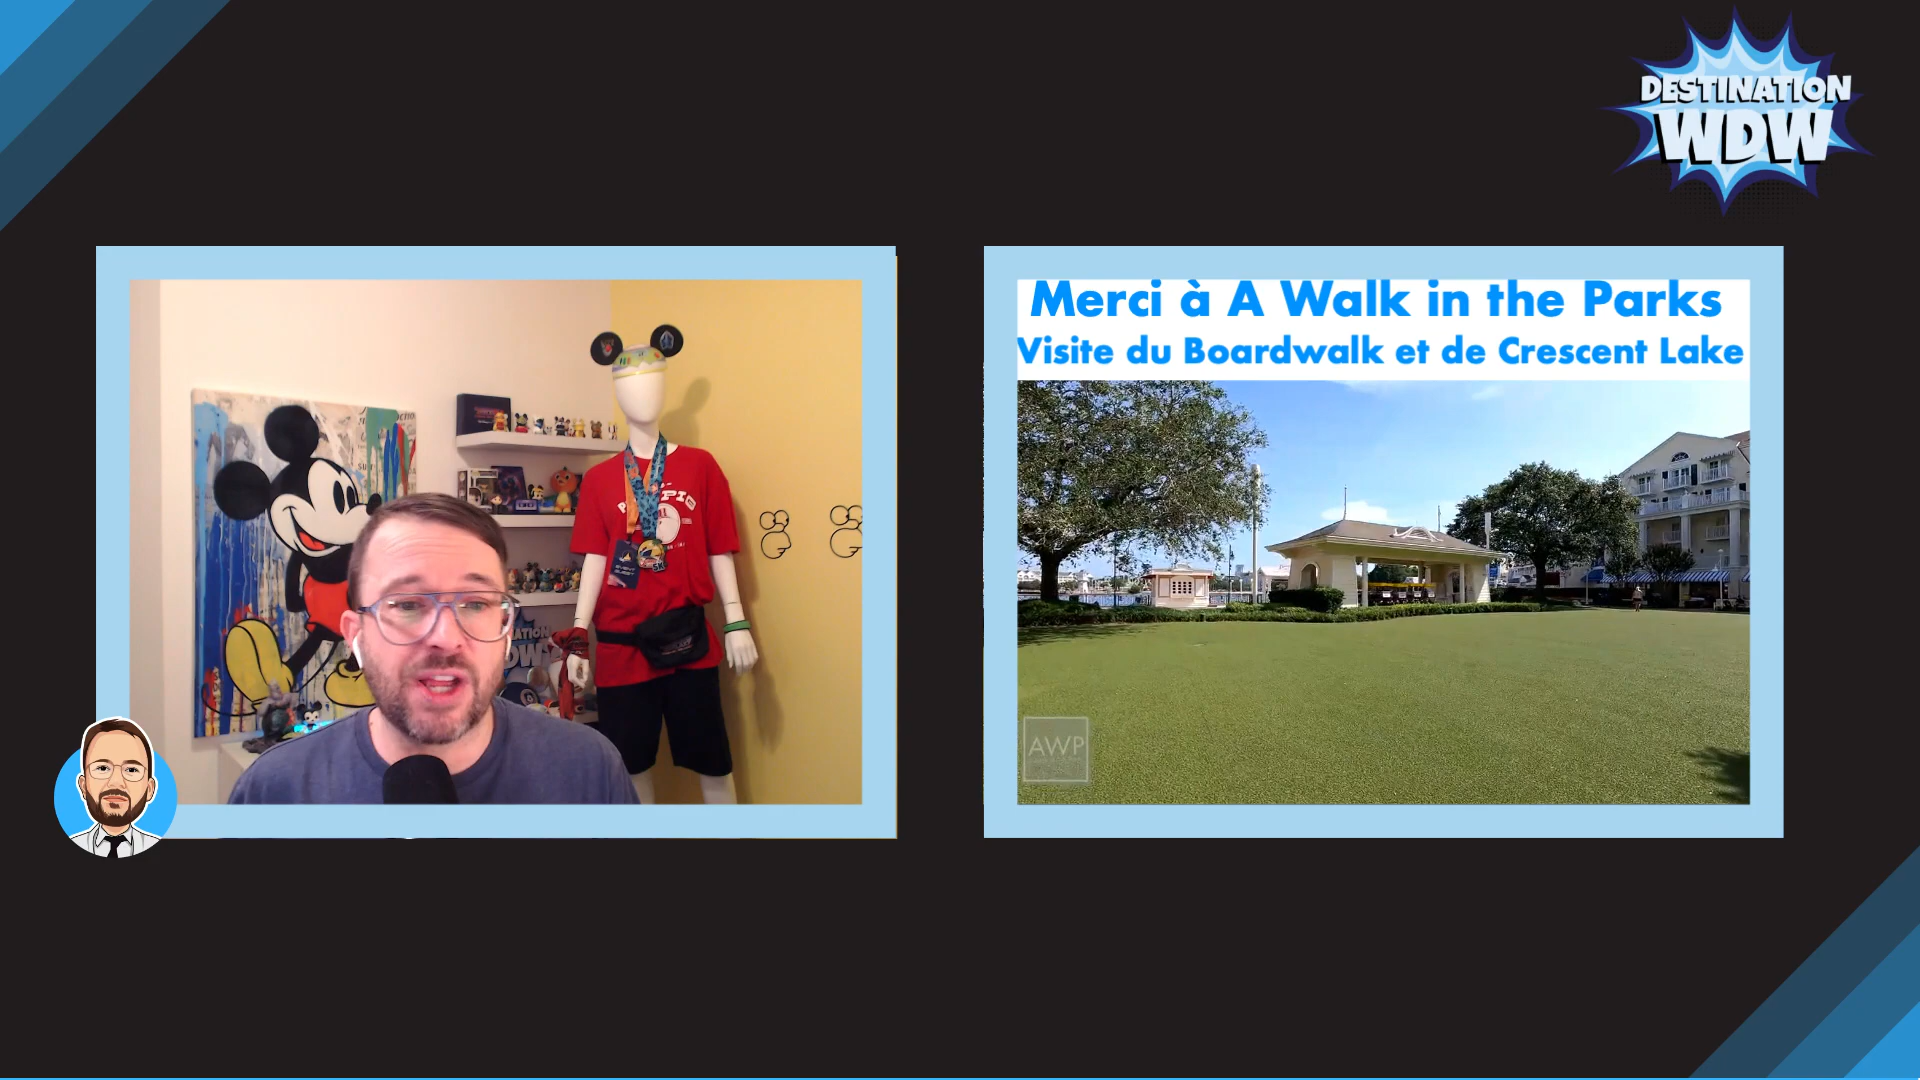 DESTINATION
WDW
Merci à A Walk in the Parks
Visite du Boardwalk et de Crescent Lake
AWP